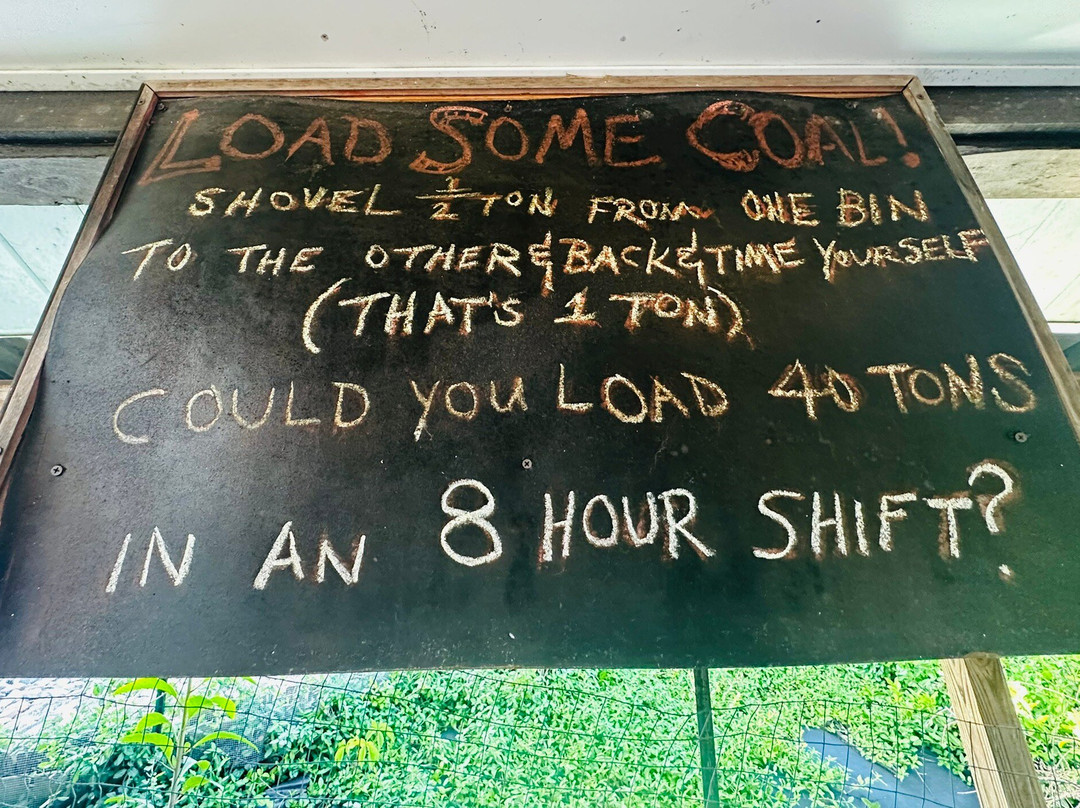 LOAD SOME COAL!
SHOVEL 1/2 TON FROM ONE BIN
TO THE OTHER & BACK & TIME YOURSELF
(THAT'S 1 TON)
COULD YOU LOAD 40 TONS
IN AN 8 HOUR SHIFT?